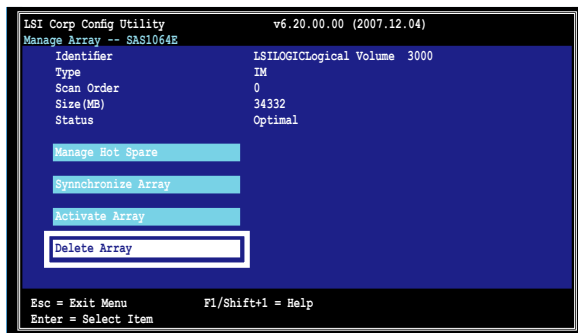 LSI Corp Config Utility v6.20.00.00 (2007.12.04)
Manage Array -- SAS1064E
Identifier LSILOGICLogical Volume 3000
Type IM
Scan Order 0
Size(MB) 34332
Status Optimal
Manage Hot Spare
Synnchronize Array
Activate Array
Delete Array
Esc = Exit Menu F1/Shift+1 = Help
Enter = Select Item